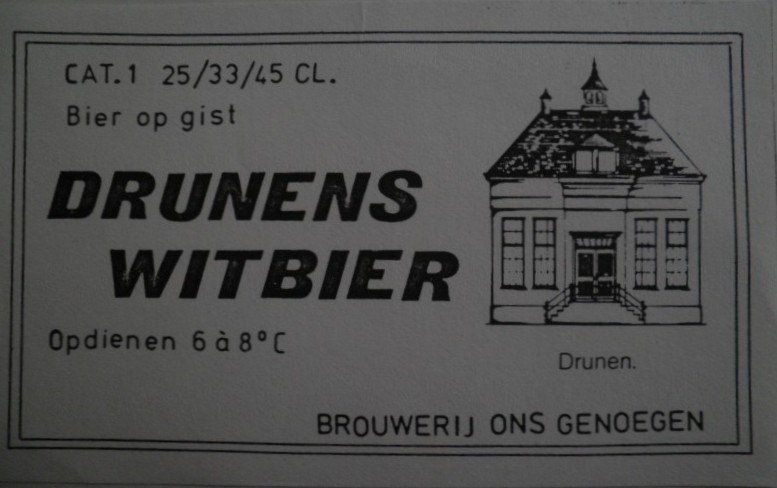 CAT.1 25/33/45 CL.
Bier op gist
DRUNENS
WITBIER
Opdienen 6 à 8°C
Drunen.
BROUWERIJ ONS GENOEGEN